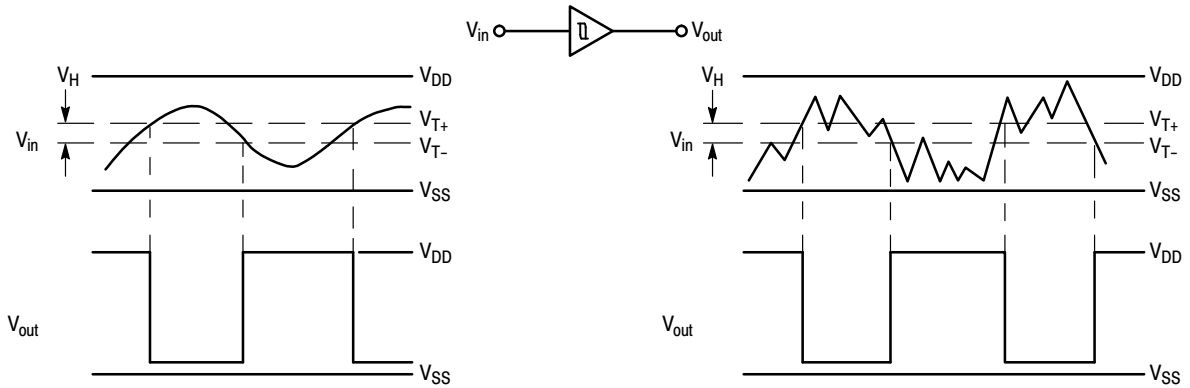 Vin Vout
VH VDD
VT+
Vin
VT–
VSS
VDD
Vout
VSS
VH VDD
VT+
Vin
VT–
VSS
VDD
Vout
VSS